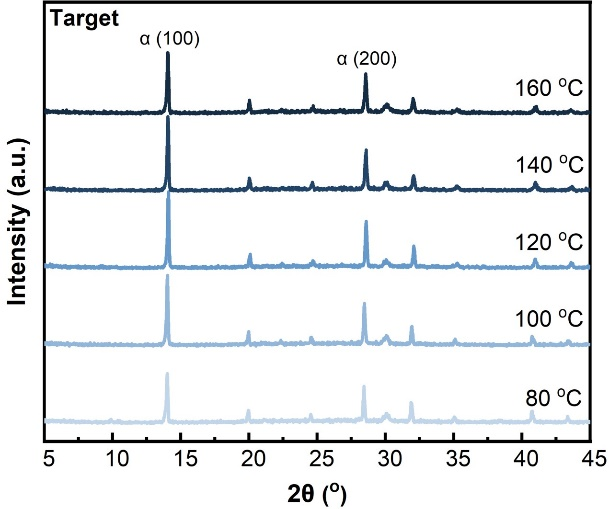 Target
α (100)
α (200)
160 °C
140 °C
120 °C
100 °C
80 °C
Intensity (a.u.)
5 10 15 20 25 30 35 40 45
2θ (°)